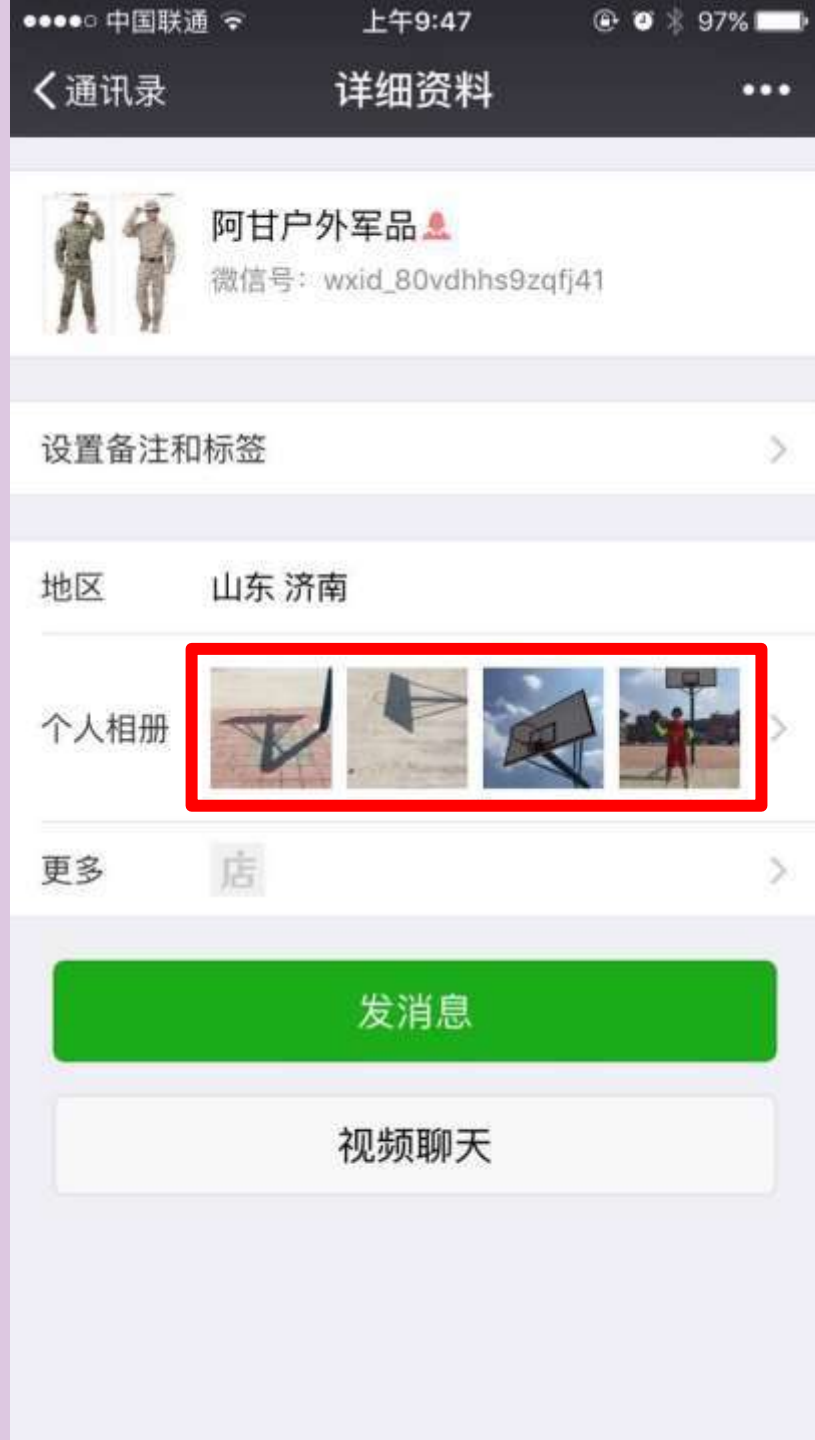 中国联通 上午9:47 97%
通讯录 详细资料
阿甘户外军品
微信号：wxid_80vdhhs9zqfj41
设置备注和标签
地区 山东 济南
个人相册
更多 店
发消息
视频聊天